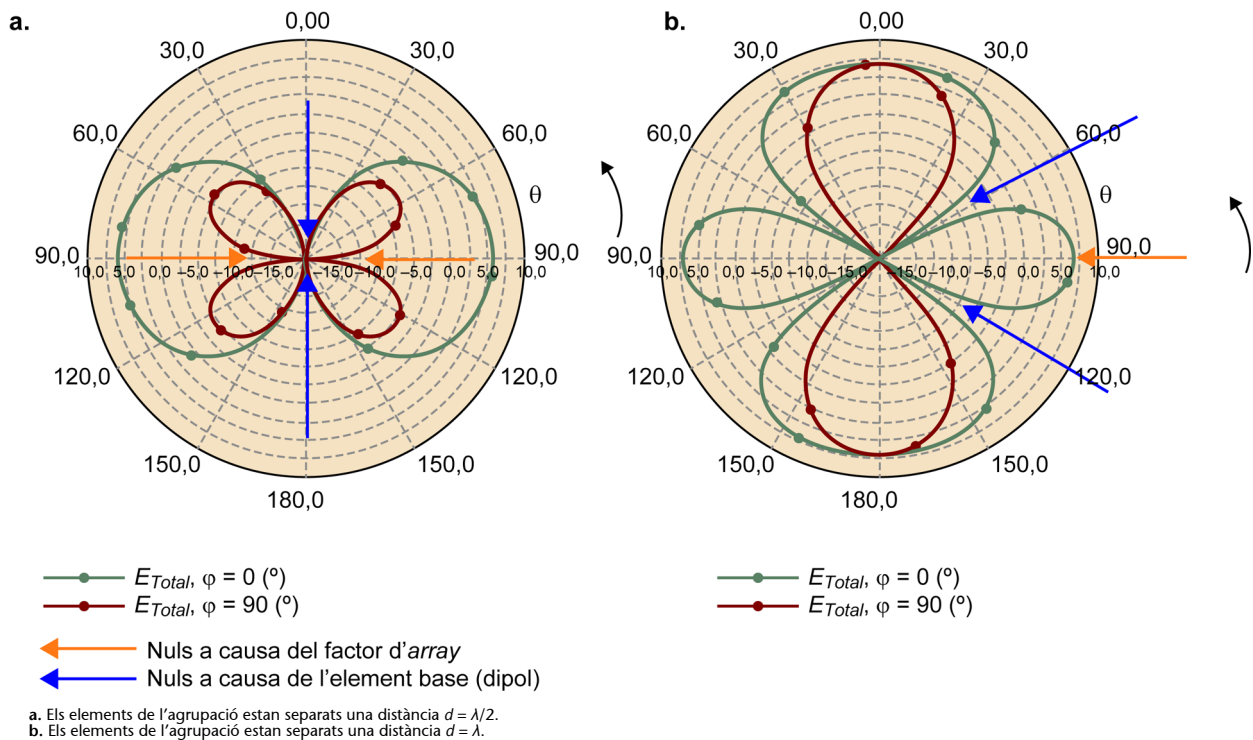 a.
0,00
30,0 30,0
60,0 60,0
θ
90,0 90,0
10,0 5,0 0,0 −5,0 −10,0 −15,0 −15,0 −10,0 −5,0 0,0 5,0 10,0
120,0 120,0
150,0 150,0
180,0
b.
0,00
30,0 30,0
60,0 60,0
θ
90,0 90,0
10,0 5,0 0,0 −5,0 −10,0 −15,0 −15,0 −10,0 −5,0 0,0 5,0 10,0
120,0 120,0
150,0 150,0
180,0
E_Total, φ = 0 (º)
E_Total, φ = 90 (º)
E_Total, φ = 0 (º)
E_Total, φ = 90 (º)
Nuls a causa del factor d’array
Nuls a causa de l’element base (dipol)
a. Els elements de l’agrupació estan separats una distància d = λ/2.
b. Els elements de l’agrupació estan separats una distància d = λ.